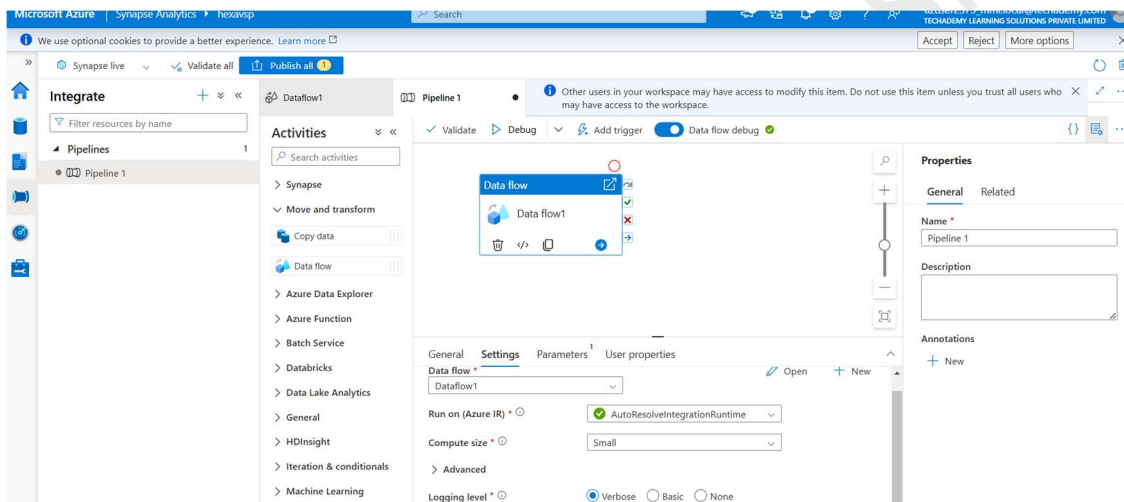 Microsoft Azure | Synapse Analytics ▸ hexavsp
Search
TECHADEMY LEARNING SOLUTIONS PRIVATE LIMITED
We use optional cookies to provide a better experience. Learn more
Accept Reject More options
Synapse live
Validate all
Publish all 1
Integrate
Filter resources by name
Pipelines 1
Pipeline 1
Dataflow1
Pipeline 1
Other users in your workspace may have access to modify this item. Do not use this item unless you trust all users who
may have access to the workspace.
Activities
Search activities
Synapse
Move and transform
Copy data
Data flow
Azure Data Explorer
Azure Function
Batch Service
Databricks
Data Lake Analytics
General
HDInsight
Iteration & conditionals
Machine Learning
Validate Debug Add trigger Data flow debug
Data flow
Data flow1
General Settings Parameters 1 User properties
Data flow *
Dataflow1
Open New
Run on (Azure IR) * AutoResolveIntegrationRuntime
Compute size * Small
Advanced
Logging level * Verbose Basic None
Properties
General Related
Name *
Pipeline 1
Description
Annotations
New